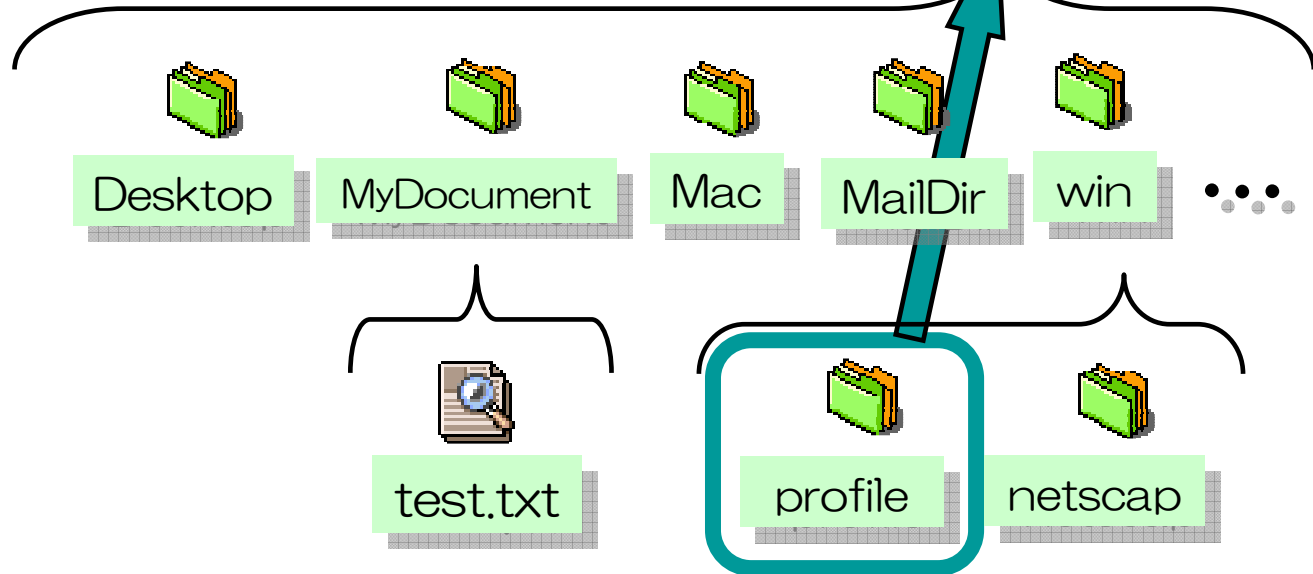 Desktop
MyDocument
Mac
MailDir
win
test.txt
profile
netscap